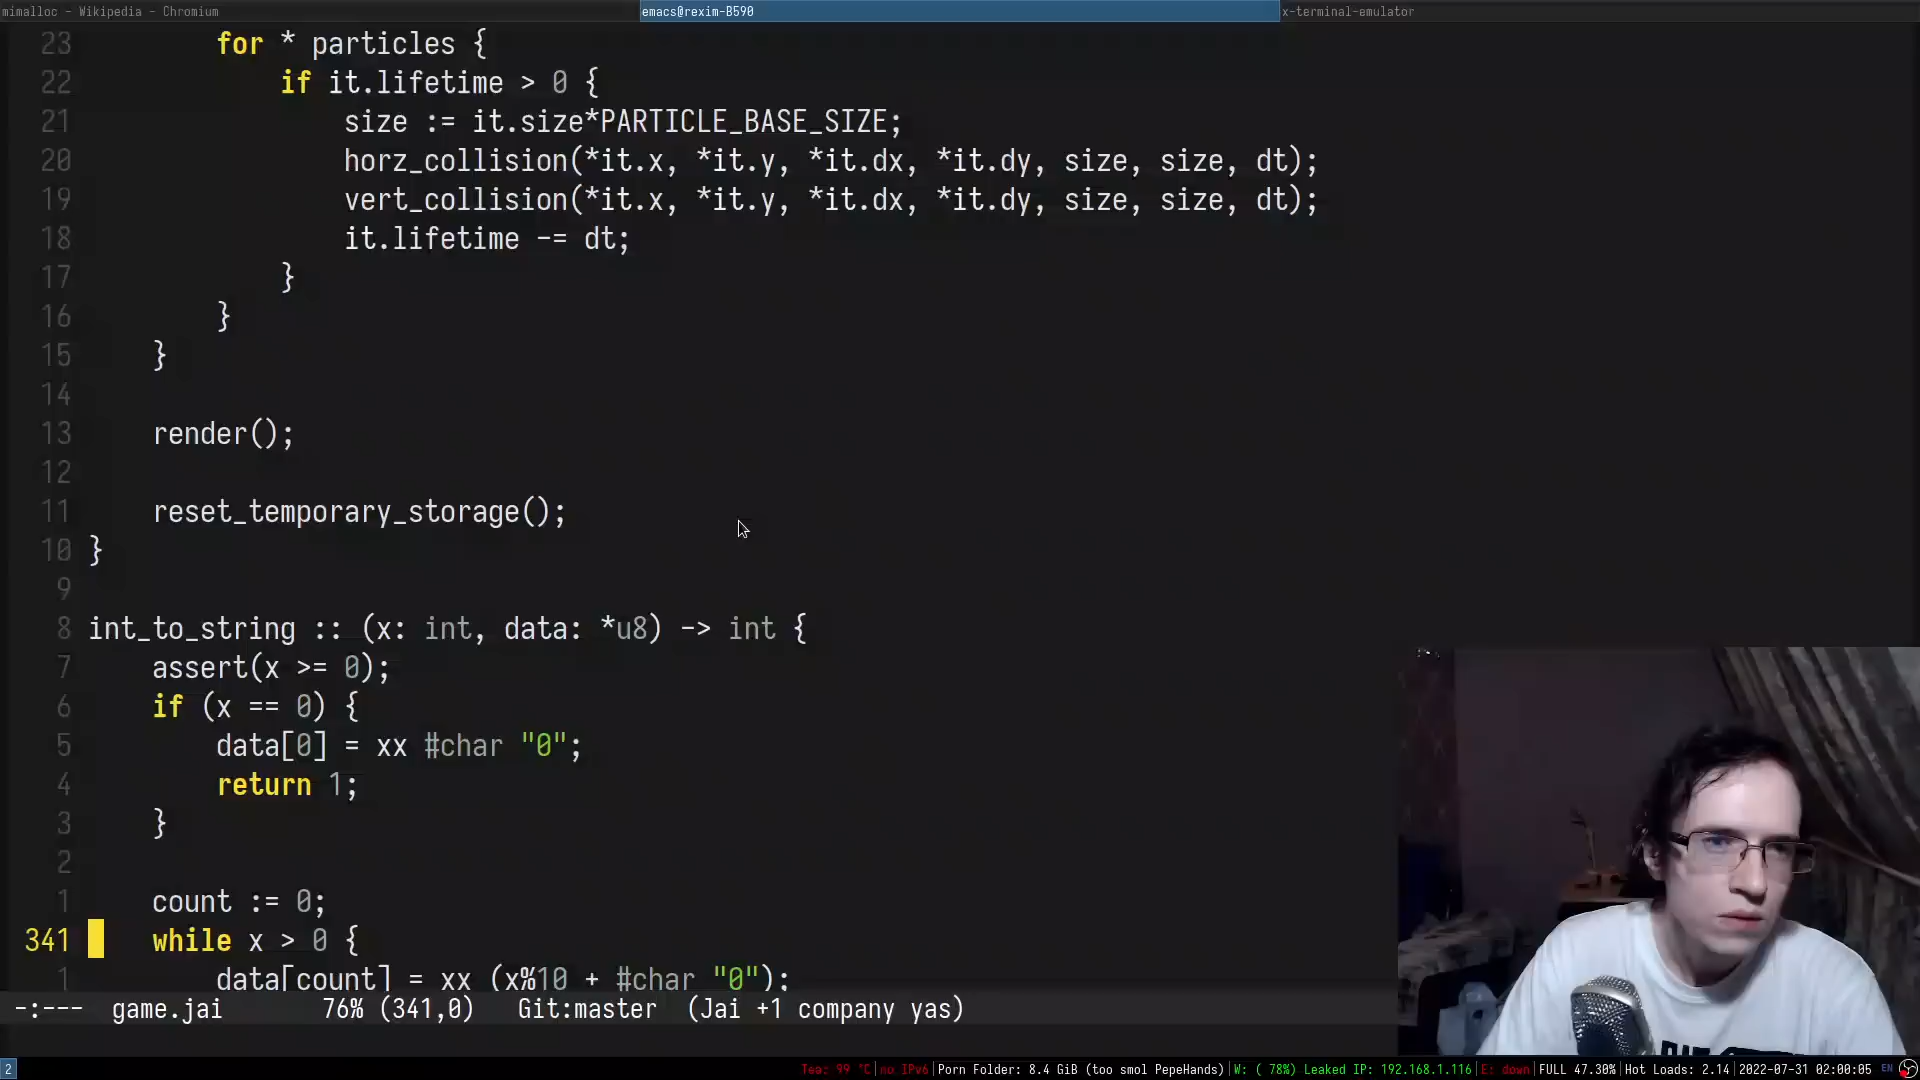 mimalloc - Wikipedia - Chromium
emacs@rexim-B590
x-terminal-emulator
23 for * particles {
22 if it.lifetime > 0 {
21 size := it.size*PARTICLE_BASE_SIZE;
20 horz_collision(*it.x, *it.y, *it.dx, *it.dy, size, size, dt);
19 vert_collision(*it.x, *it.y, *it.dx, *it.dy, size, size, dt);
18 it.lifetime -= dt;
17 }
16 }
15 }
14
13 render();
12
11 reset_temporary_storage();
10 }
9
8 int_to_string :: (x: int, data: *u8) -> int {
7 assert(x >= 0);
6 if (x == 0) {
5 data[0] = xx #char "0";
4 return 1;
3 }
2
1 count := 0;
341 while x > 0 {
1 data[count] = xx (x%10 + #char "0");
-:--- game.jai 76% (341,0) Git:master (Jai +1 company yas)
2 Tea: 99 °C|no IPv6|Porn Folder: 8.4 GiB (too smol PepeHands)|W: ( 78%) Leaked IP: 192.168.1.116|E: down|FULL 47.30%|Hot Loads: 2.14|2022-07-31 02:00:05 EN